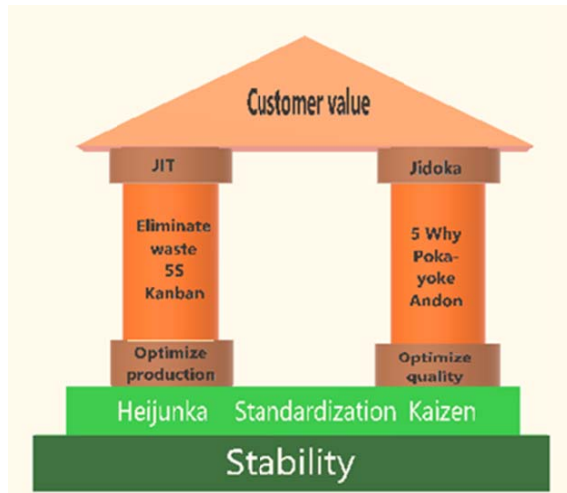 Customer value
JIT
Jidoka
Eliminate
waste
5S
Kanban
5 Why
Poka-
yoke
Andon
Optimize
production
Optimize
quality
Heijunka Standardization Kaizen
Stability